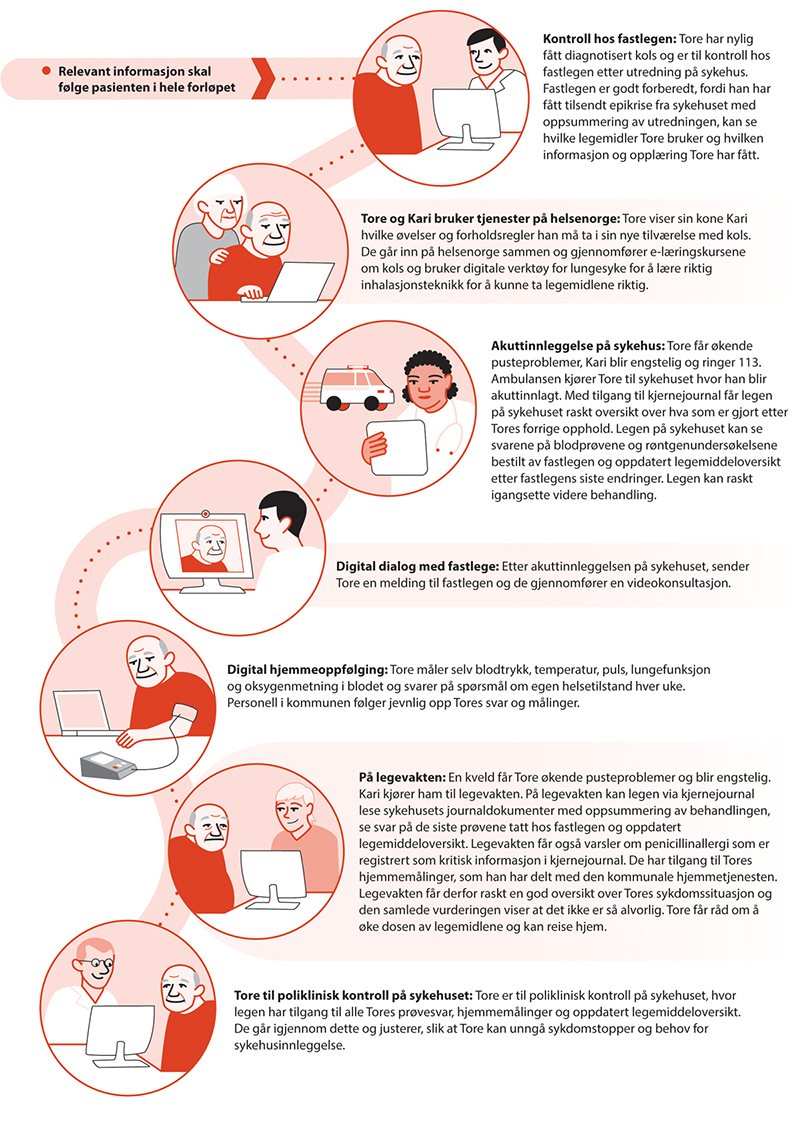 Relevant informasjon skal
følge pasienten i hele forløpet
Kontroll hos fastlegen: Tore har nylig
fått diagnostisert kols og er til kontroll hos
fastlegen etter utredning på sykehus.
Fastlegen er godt forberedt, fordi han har
fått tilsendt epikrise fra sykehuset med
oppsummering av utredningen, kan se
hvilke legemidler Tore bruker og hvilken
informasjon og opplæring Tore har fått.
Tore og Kari bruker tjenester på helsenorge: Tore viser sin kone Kari
hvilke øvelser og forholdsregler han må ta i sin nye tilværelse med kols.
De går inn på helsenorge sammen og gjennomfører e-læringskursene
om kols og bruker digitale verktøy for lungesyke for å lære riktig
inhalasjonsteknikk for å kunne ta legemidlene riktig.
Akuttinnleggelse på sykehus: Tore får økende
pusteproblemer, Kari blir engstelig og ringer 113.
Ambulansen kjører Tore til sykehuset hvor han blir
akuttinnlagt. Med tilgang til kjernejournal får legen
på sykehuset raskt oversikt over hva som er gjort etter
Tores forrige opphold. Legen på sykehuset kan se
svarene på blodprøvene og røntgenundersøkelsene
bestilt av fastlegen og oppdatert legemiddeloversikt
etter fastlegens siste endringer. Legen kan raskt
igangsette videre behandling.
Digital dialog med fastlege: Etter akuttinnleggelsen på sykehuset, sender
Tore en melding til fastlegen og de gjennomfører en videokonsultasjon.
Digital hjemmeoppfølging: Tore måler selv blodtrykk, temperatur, puls, lungefunksjon
og oksygenmetning i blodet og svarer på spørsmål om egen helsetilstand hver uke.
Personell i kommunen følger jevnlig opp Tores svar og målinger.
På legevakten: En kveld får Tore økende pusteproblemer og blir engstelig.
Kari kjører ham til legevakten. På legevakten kan legen via kjernejournal
lese sykehusets journaldokumenter med oppsummering av behandlingen,
se svar på de siste prøvene tatt hos fastlegen og oppdatert
legemiddeloversikt. Legevakten får også varsler om penicillinallergi som er
registrert som kritisk informasjon i kjernejournal. De har tilgang til Tores
hjemmemålinger, som han har delt med den kommunale hjemmetjenesten.
Legevakten får derfor raskt en god oversikt over Tores sykdomssituasjon og
den samlede vurderingen viser at det ikke er så alvorlig. Tore får råd om å
øke dosen av legemidlene og kan reise hjem.
Tore til poliklinisk kontroll på sykehuset: Tore er til poliklinisk kontroll på sykehuset, hvor
legen har tilgang til alle Tores prøvesvar, hjemmemålinger og oppdatert legemiddeloversikt.
De går igjennom dette og justerer, slik at Tore kan unngå sykdomstopper og behov for
sykehusinnleggelse.